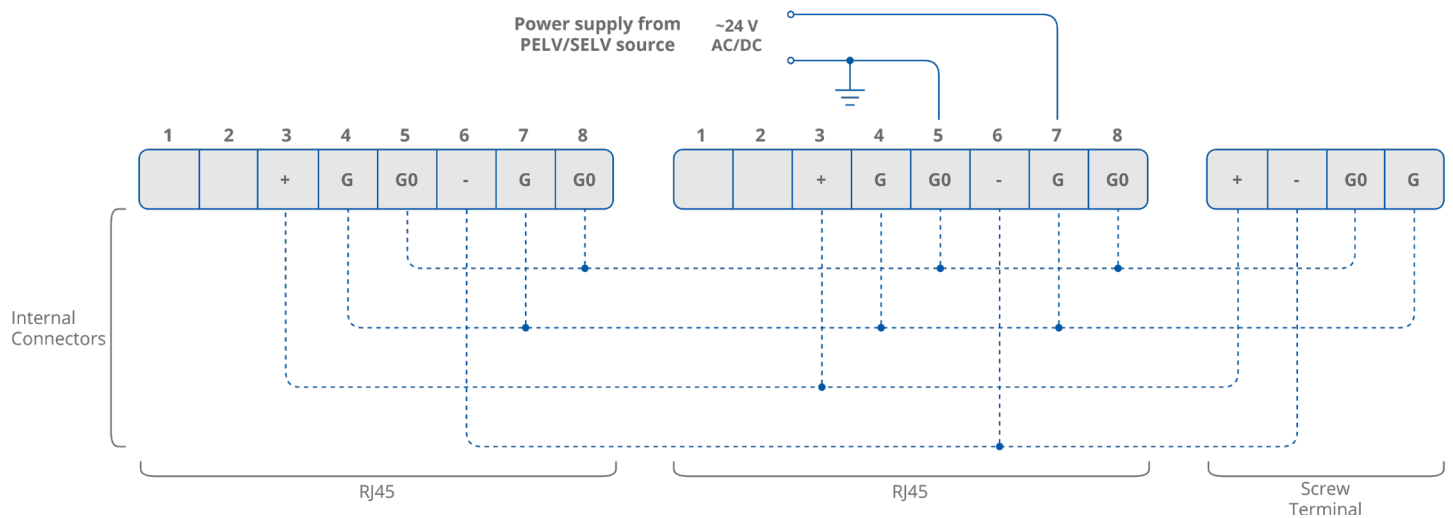 Power supply from ~24 V
PELV/SELV source AC/DC
1 2 3 4 5 6 7 8 1 2 3 4 5 6 7 8
+ G G0 - G G0 + G G0 - G G0 + - G0 G
Internal
Connectors
RJ45 RJ45 Screw
Terminal